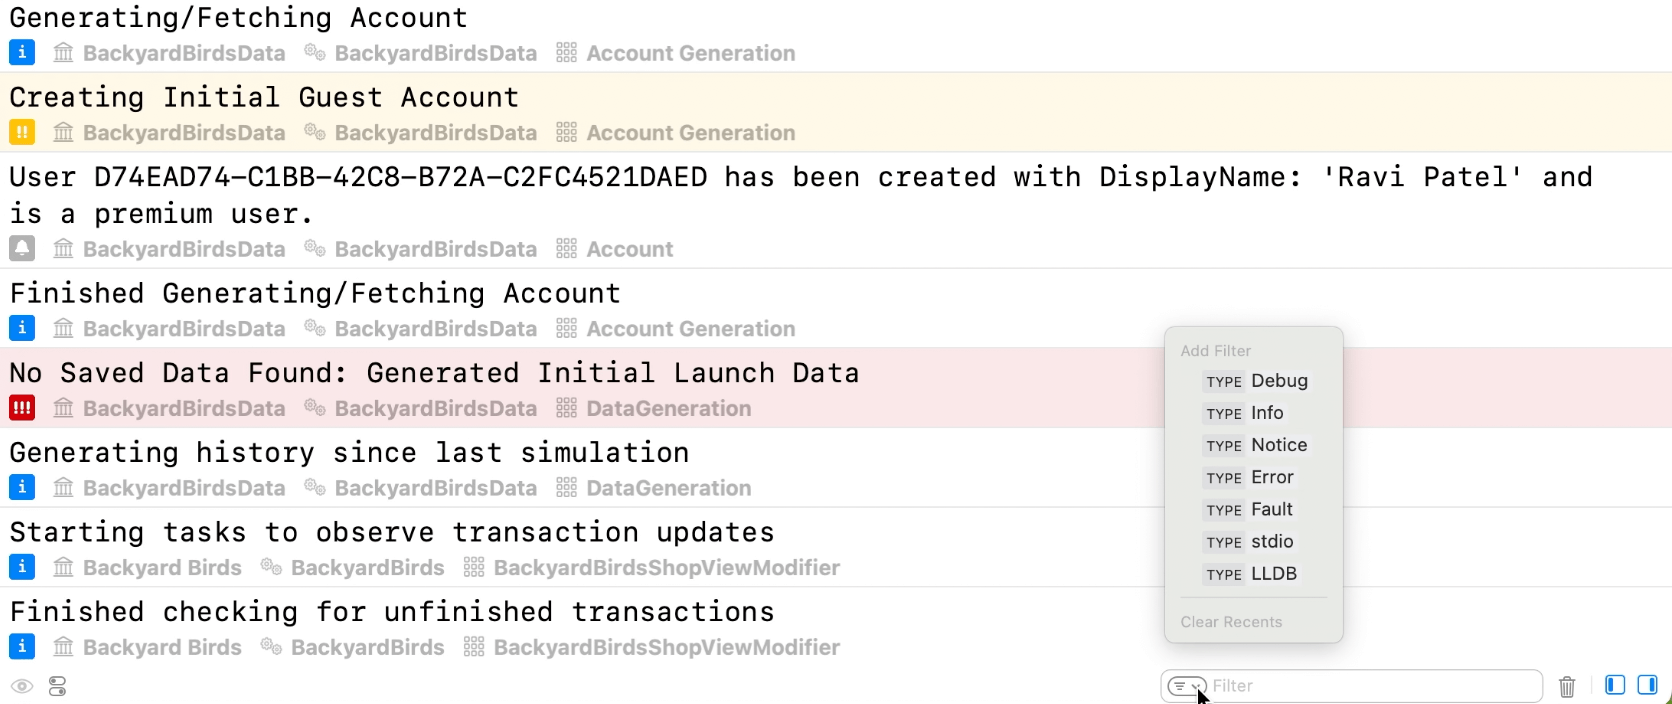 Generating/Fetching Account
BackyardBirdsData BackyardBirdsData Account Generation
Creating Initial Guest Account
!! BackyardBirdsData BackyardBirdsData Account Generation
User D74EAD74-C1BB-42C8-B72A-C2FC4521DAED has been created with DisplayName: 'Ravi Patel' and
is a premium user.
BackyardBirdsData BackyardBirdsData Account
Finished Generating/Fetching Account
BackyardBirdsData BackyardBirdsData Account Generation
No Saved Data Found: Generated Initial Launch Data
!!! BackyardBirdsData BackyardBirdsData DataGeneration
Generating history since last simulation
BackyardBirdsData BackyardBirdsData DataGeneration
Starting tasks to observe transaction updates
Backyard Birds BackyardBirds BackyardBirdsShopViewModifier
Finished checking for unfinished transactions
Backyard Birds BackyardBirds BackyardBirdsShopViewModifier
Add Filter
TYPE Debug
TYPE Info
TYPE Notice
TYPE Error
TYPE Fault
TYPE stdio
TYPE LLDB
Clear Recents
Filter